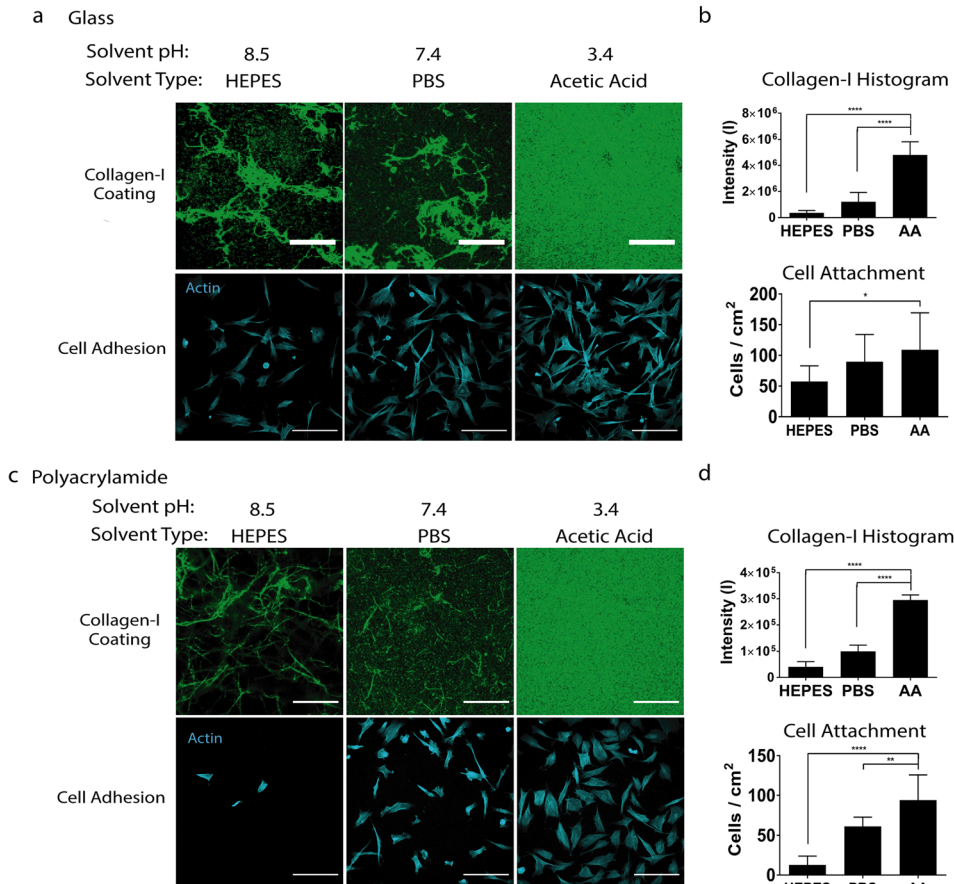 a Glass
Solvent pH: 8.5 7.4 3.4
Solvent Type: HEPES PBS Acetic Acid
Collagen-I
Coating
Actin
Cell Adhesion
b
Collagen-I Histogram
****
****
8×10⁶
6×10⁶
4×10⁶
2×10⁶
0
Intensity (I)
HEPES PBS AA
Cell Attachment
*
200
150
100
50
0
Cells / cm²
HEPES PBS AA
c Polyacrylamide
Solvent pH: 8.5 7.4 3.4
Solvent Type: HEPES PBS Acetic Acid
Collagen-I
Coating
Actin
Cell Adhesion
d
Collagen-I Histogram
****
****
4×10⁵
3×10⁵
2×10⁵
1×10⁵
0
Intensity (I)
HEPES PBS AA
Cell Attachment
****
**
150
100
50
0
Cells / cm²
HEPES PBS AA